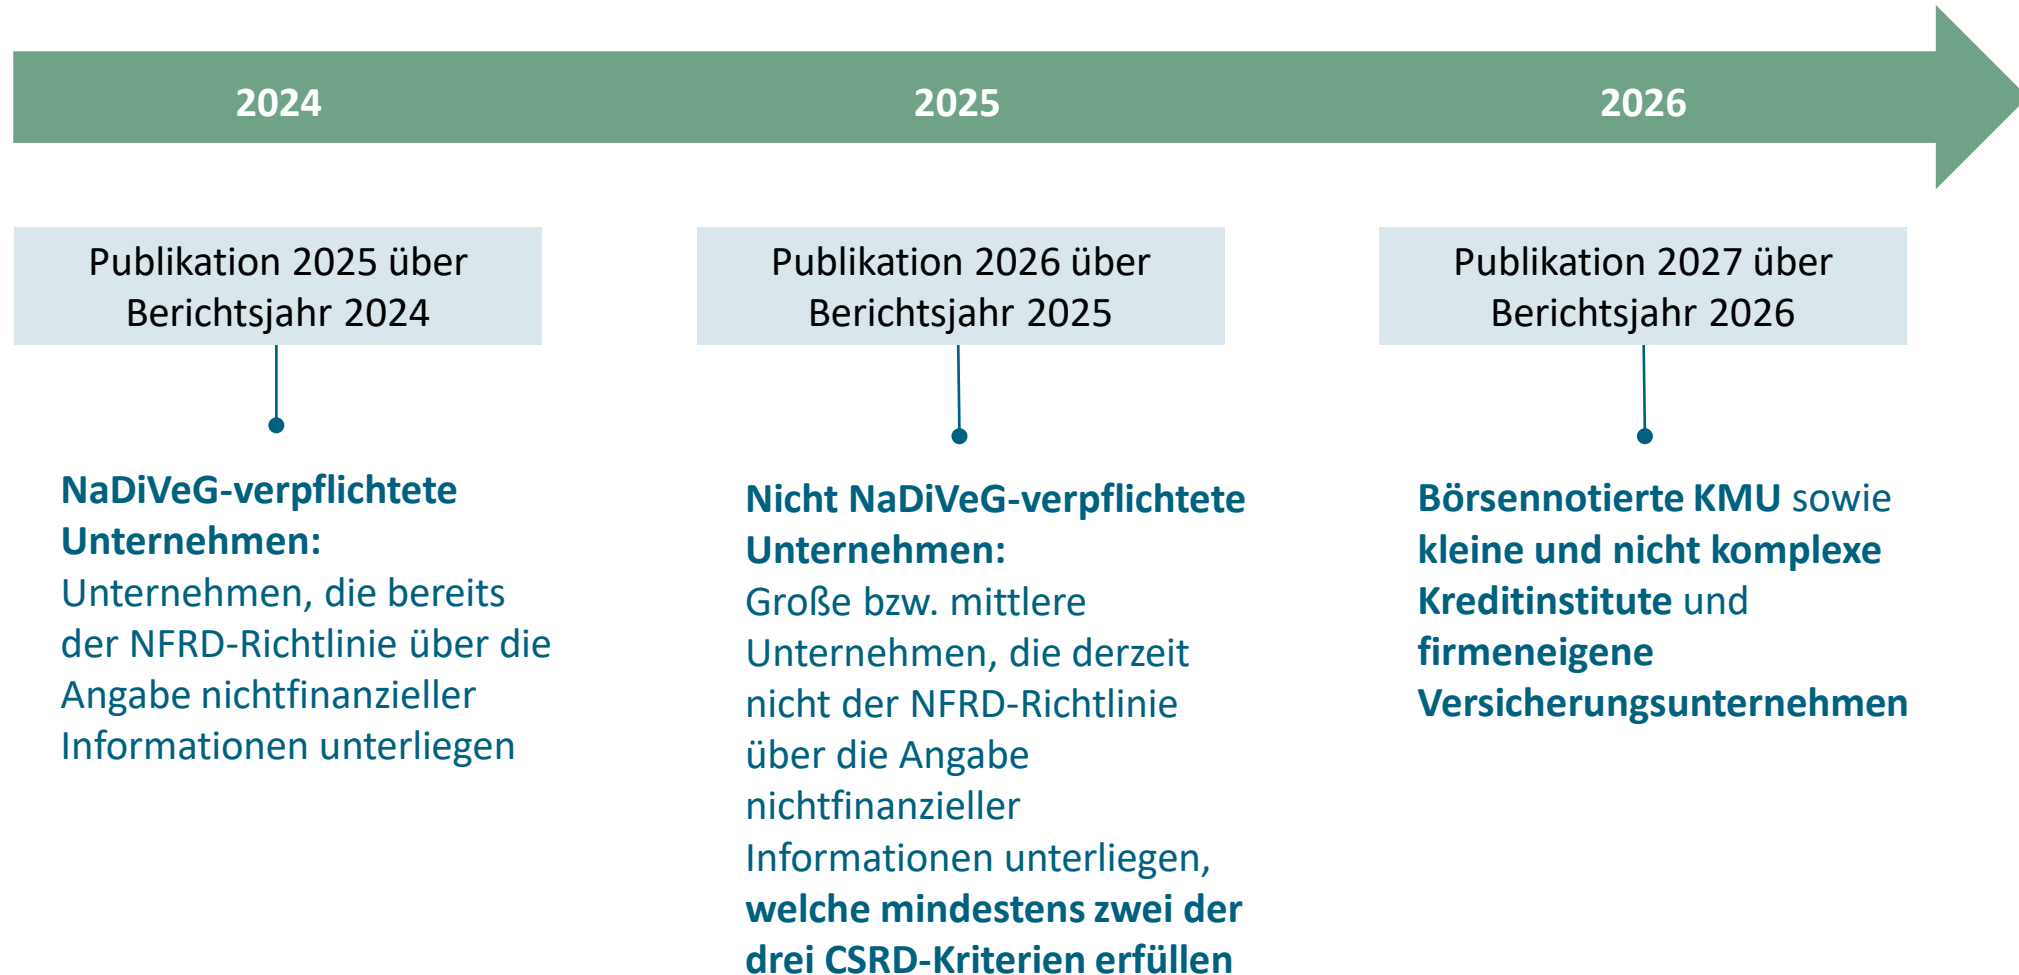 2024
2025
2026
Publikation 2025 über
Berichtsjahr 2024
Publikation 2026 über
Berichtsjahr 2025
Publikation 2027 über
Berichtsjahr 2026
NaDiVeG-verpflichtete
Unternehmen:
Unternehmen, die bereits
der NFRD-Richtlinie über die
Angabe nichtfinanzieller
Informationen unterliegen
Nicht NaDiVeG-verpflichtete
Unternehmen:
Große bzw. mittlere
Unternehmen, die derzeit
nicht der NFRD-Richtlinie
über die Angabe
nichtfinanzieller
Informationen unterliegen,
welche mindestens zwei der
drei CSRD-Kriterien erfüllen
Börsennotierte KMU sowie
kleine und nicht komplexe
Kreditinstitute und
firmeneigene
Versicherungsunternehmen